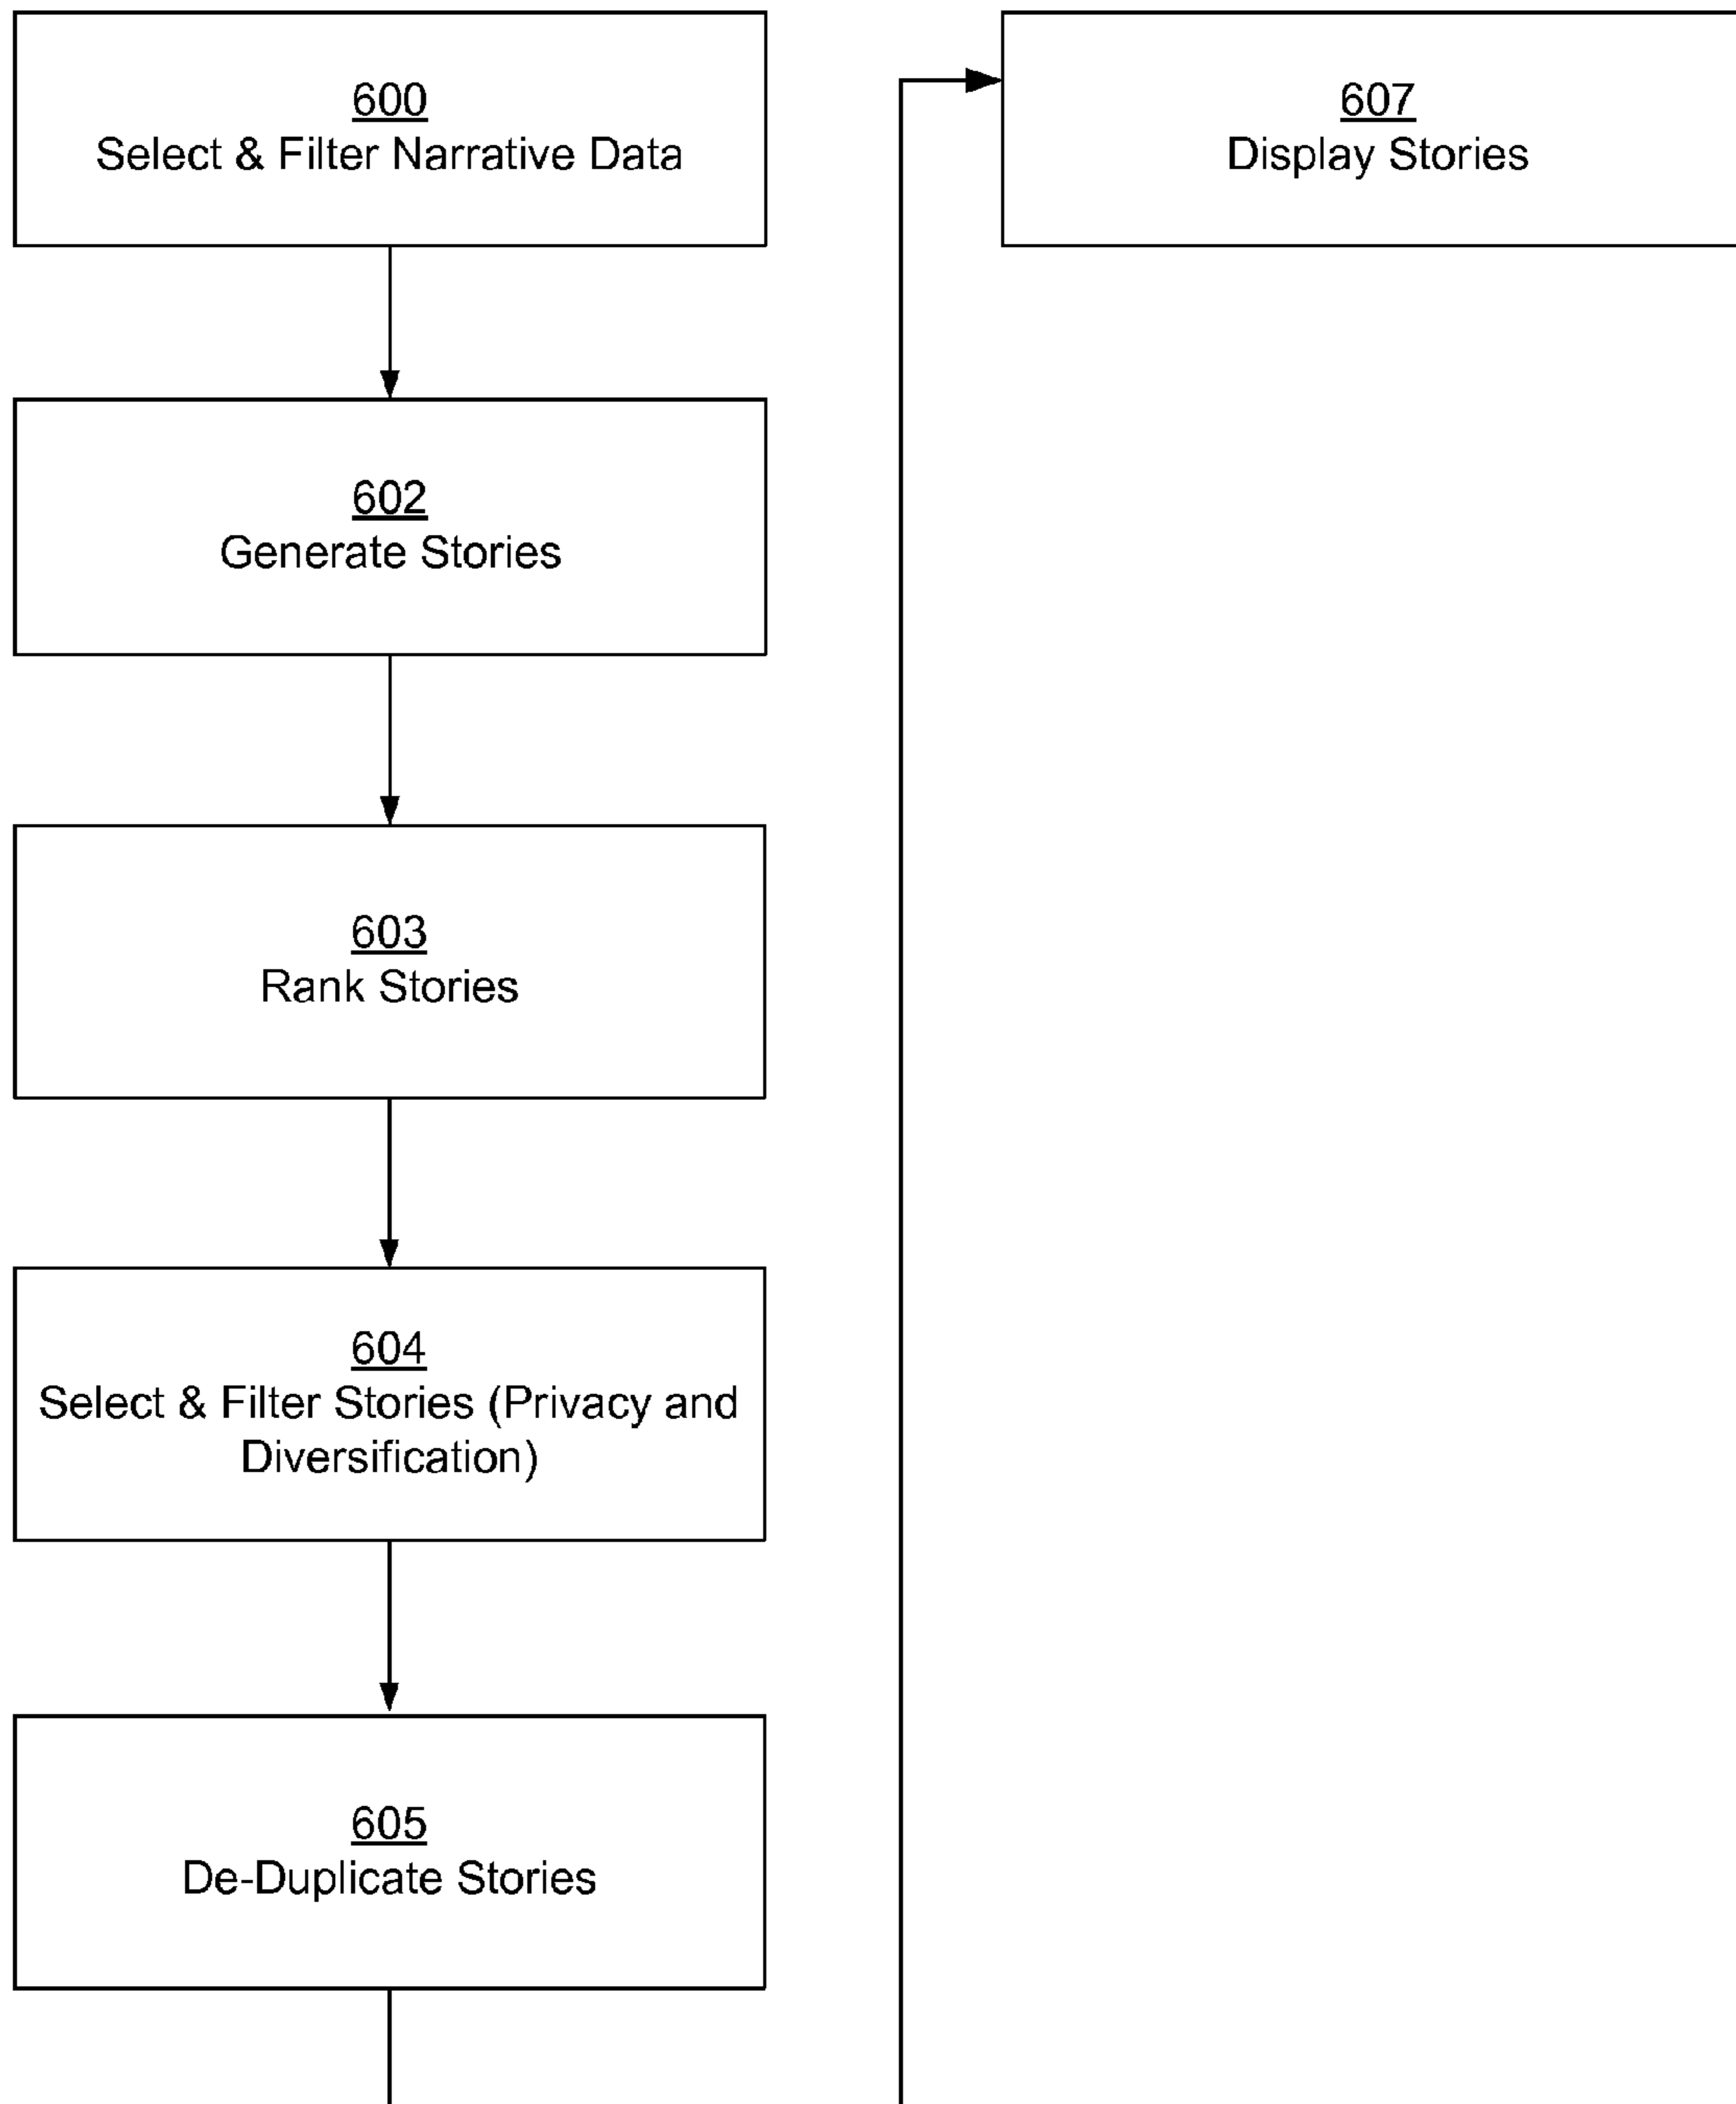 600
Select & Filter Narrative Data
602
Generate Stories
603
Rank Stories
604
Select & Filter Stories (Privacy and
Diversification)
605
De-Duplicate Stories
607
Display Stories